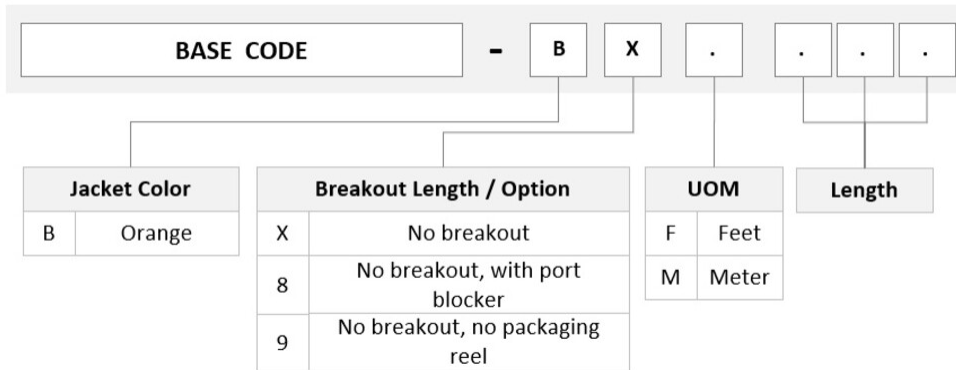 BASE CODE - B X . . . .
Jacket Color
B Orange
Breakout Length / Option
X No breakout
8 No breakout, with port
blocker
9 No breakout, no packaging
reel
UOM
F Feet
M Meter
Length